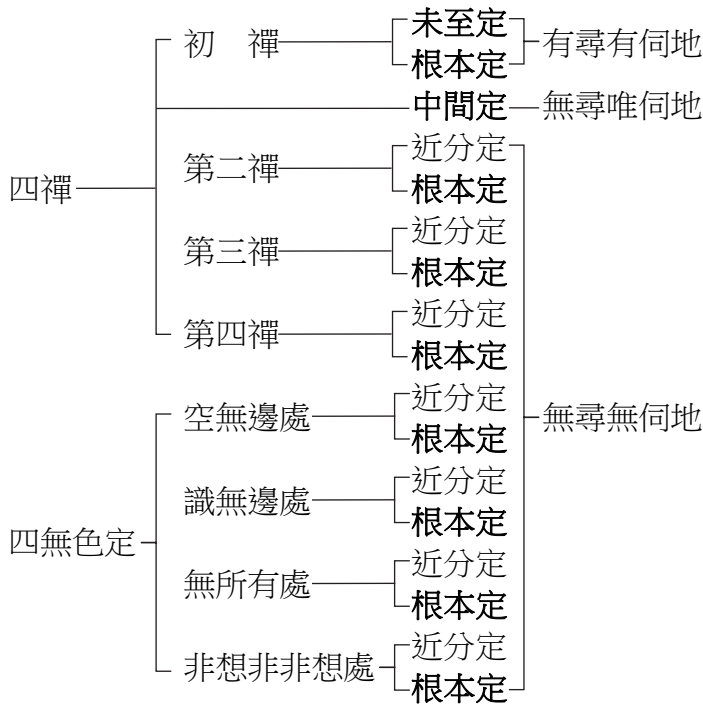 未至定
初　禪
有尋有伺地
根本定
中間定
無尋唯伺地
近分定
第二禪
根本定
四禪
近分定
第三禪
根本定
近分定
第四禪
根本定
近分定
空無邊處
無尋無伺地
根本定
近分定
識無邊處
根本定
四無色定
近分定
無所有處
根本定
近分定
非想非非想處
根本定